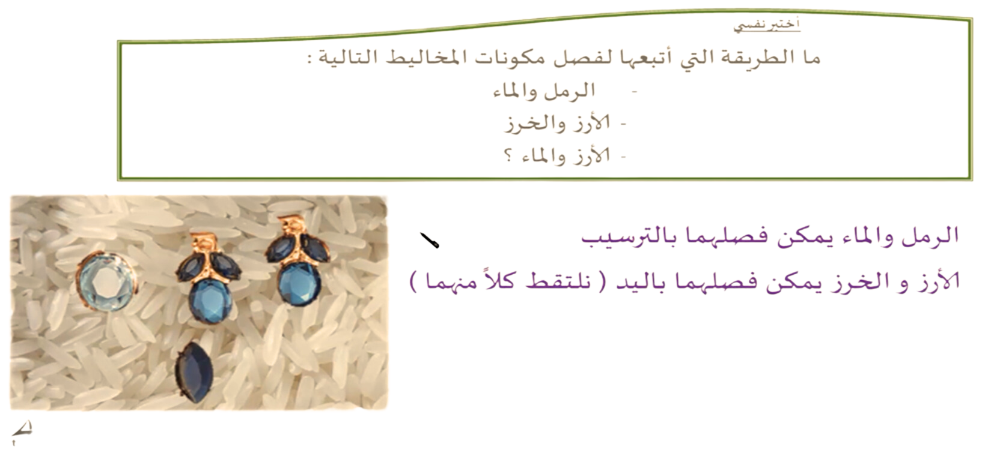 أختبر نفسي
ما الطريقة التي أتبعها لفصل مكونات المخاليط التالية :
- الرمل والماء
- الأرز والخرز
- الأرز والماء ؟
الرمل والماء يمكن فصلهما بالترسيب
الأرز و الخرز يمكن فصلهما باليد ( نلتقط كلاً منهما )